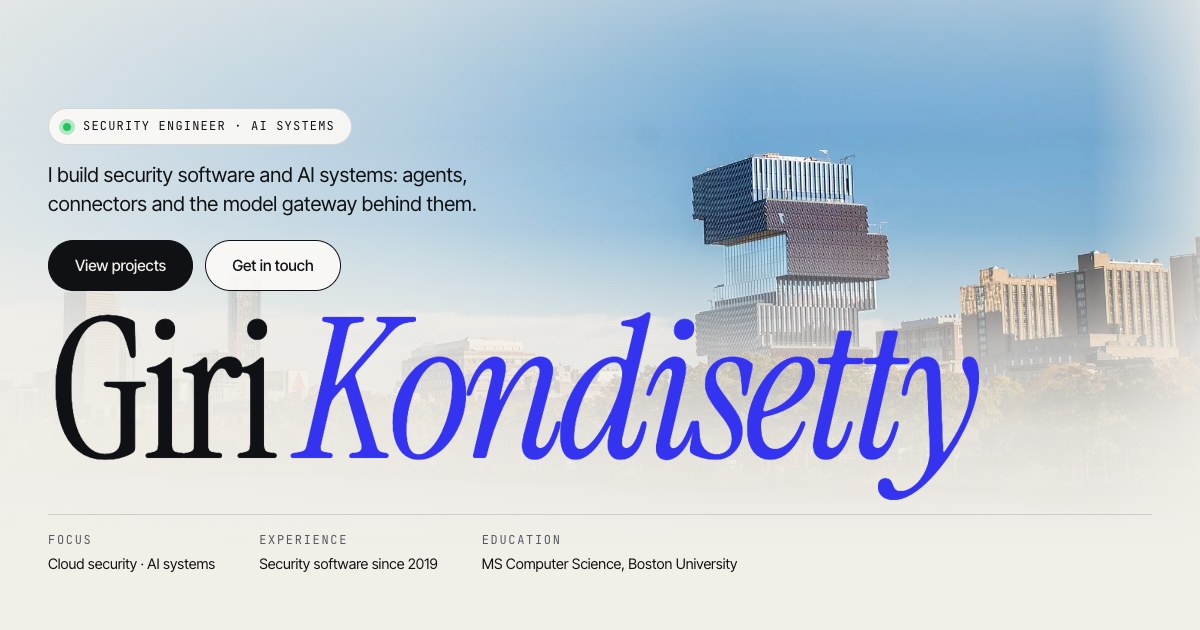 SECURITY ENGINEER · AI SYSTEMS
I build security software and AI systems: agents,
connectors and the model gateway behind them.
View projects
Get in touch
Giri Kondisetty
FOCUS
Cloud security · AI systems
EXPERIENCE
Security software since 2019
EDUCATION
MS Computer Science, Boston University